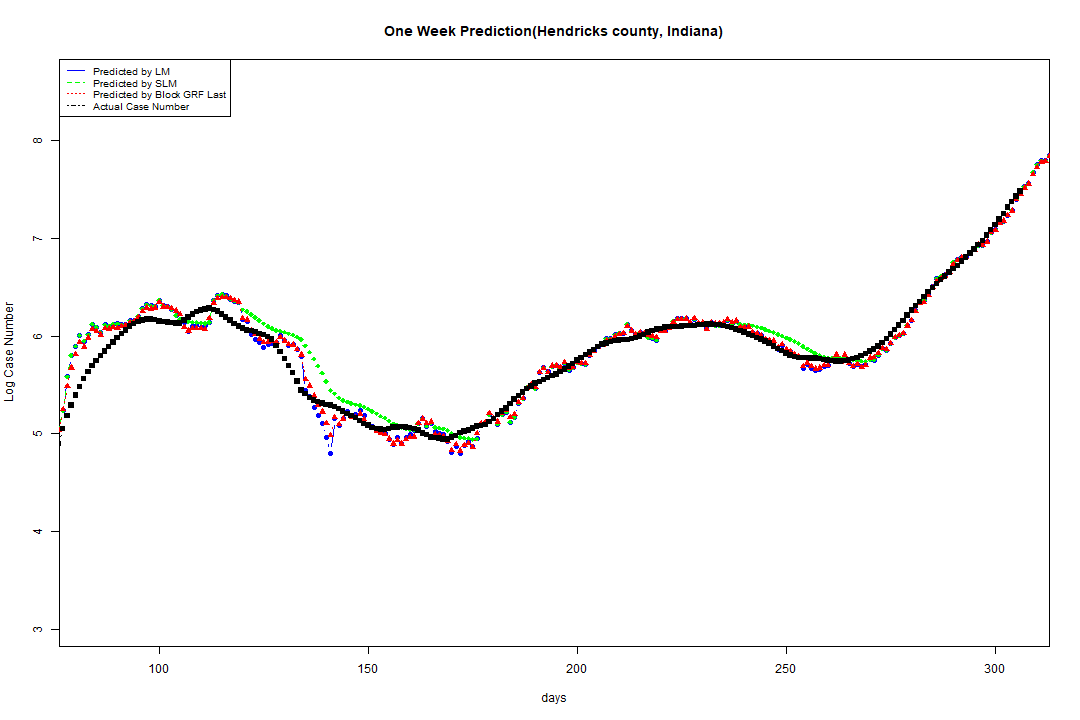 One Week Prediction(Hendricks county, Indiana)
Predicted by LM
Predicted by SLM
Predicted by Block GRF Last
Actual Case Number
Log Case Number
8
7
6
5
4
3
100 150 200 250 300
days